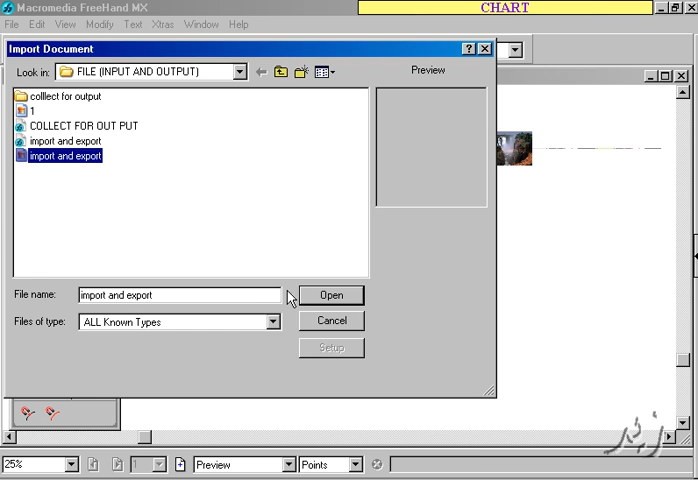 Macromedia FreeHand MX
CHART
File Edit View Modify Text Xtras Window Help
Import Document
Look in: FILE (INPUT AND OUTPUT)
Preview
colllect for output
1
COLLECT FOR OUT PUT
import and export
import and export
File name: import and export
Open
Files of type: ALL Known Types
Cancel
Setup
25%
1
Preview
Points